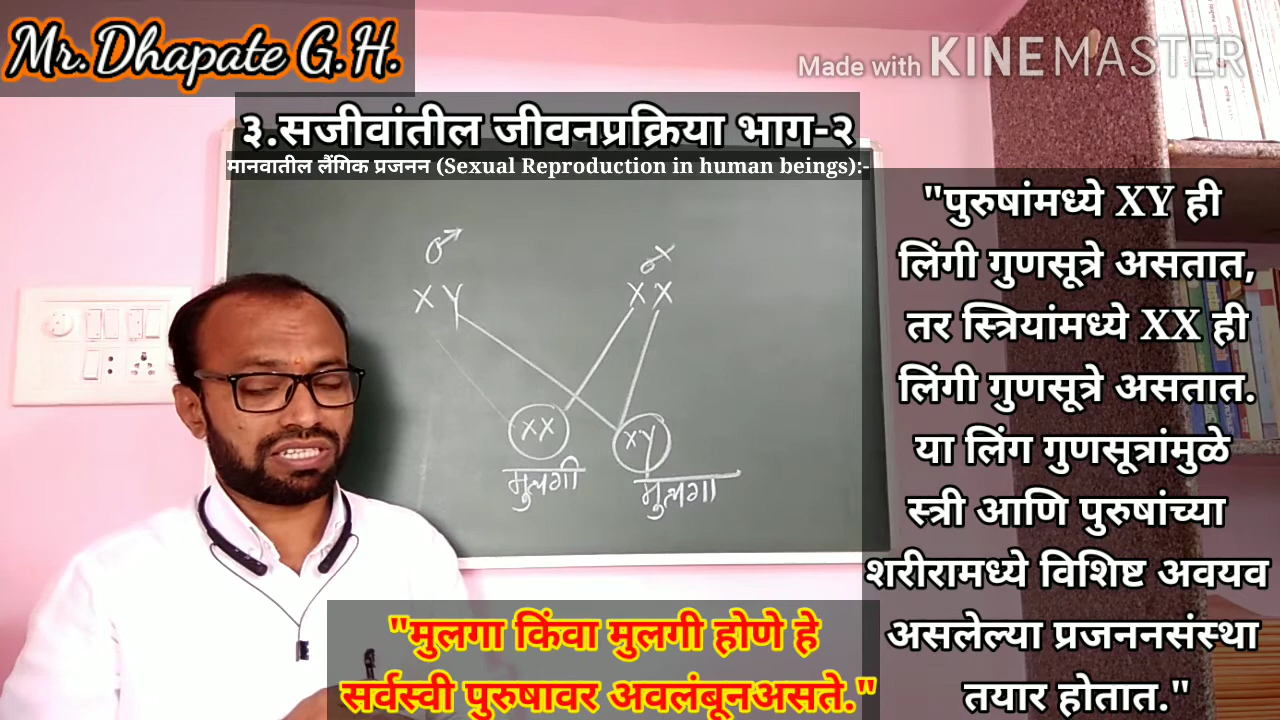 Mr. Dhapate G.H.
Made with KINEMASTER
३.सजीवांतील जीवनप्रक्रिया भाग-२
मानवातील लैंगिक प्रजनन (Sexual Reproduction in human beings):-
♂
X Y
X X
XX
XY
मुलगी
मुलगा
"पुरुषांमध्ये XY ही
लिंगी गुणसूत्रे असतात,
तर स्त्रियांमध्ये XX ही
लिंगी गुणसूत्रे असतात.
या लिंग गुणसूत्रांमुळे
स्त्री आणि पुरुषांच्या
शरीरामध्ये विशिष्ट अवयव
असलेल्या प्रजननसंस्था
तयार होतात."
"मुलगा किंवा मुलगी होणे हे
सर्वस्वी पुरुषावर अवलंबूनअसते."